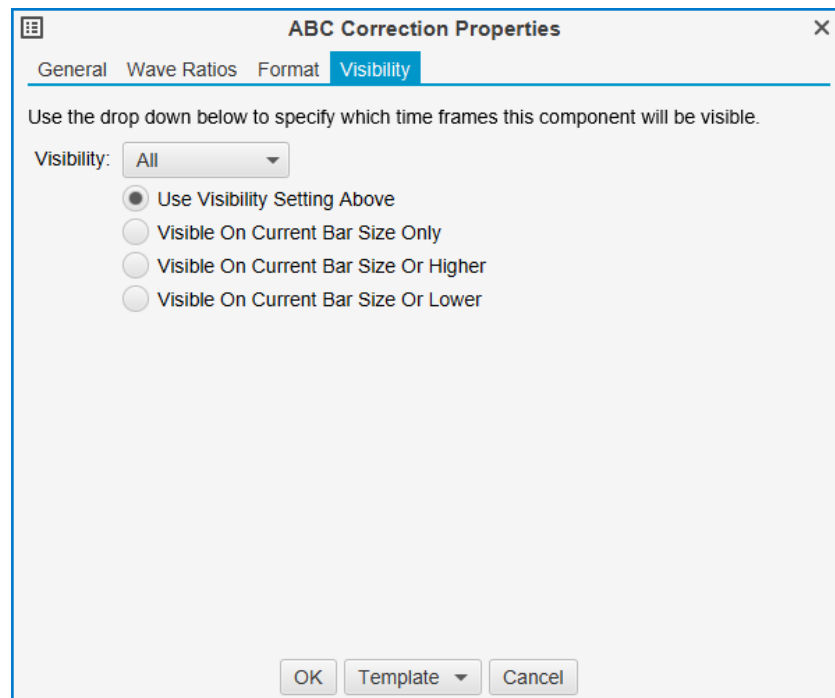 ABC Correction Properties
General Wave Ratios Format Visibility
Use the drop down below to specify which time frames this component will be visible.
Visibility: All
Use Visibility Setting Above
Visible On Current Bar Size Only
Visible On Current Bar Size Or Higher
Visible On Current Bar Size Or Lower
OK Template Cancel